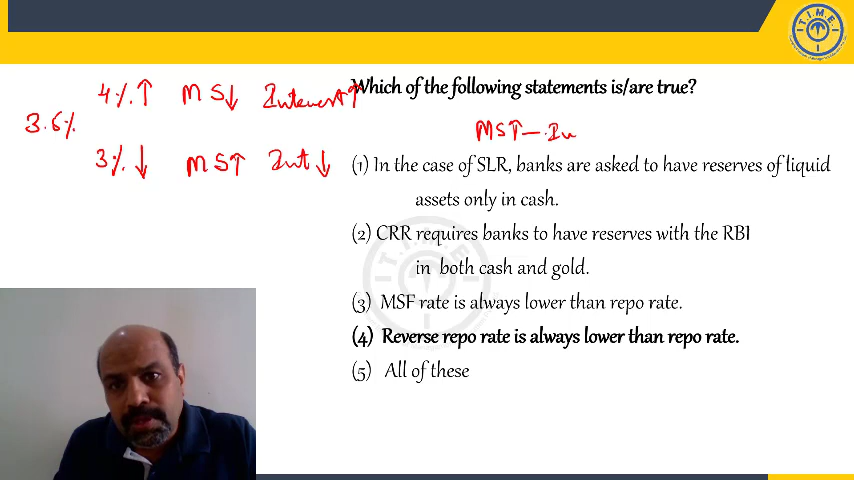 T.I.M.E.
Which of the following statements is/are true?
4% ↑ MS↓ Interest↑
3.6%
MS↑ –
3% ↓ MS↑ Int ↓
(1) In the case of SLR, banks are asked to have reserves of liquid
assets only in cash.
(2) CRR requires banks to have reserves with the RBI
in both cash and gold.
(3) MSF rate is always lower than repo rate.
(4) Reverse repo rate is always lower than repo rate.
(5) All of these